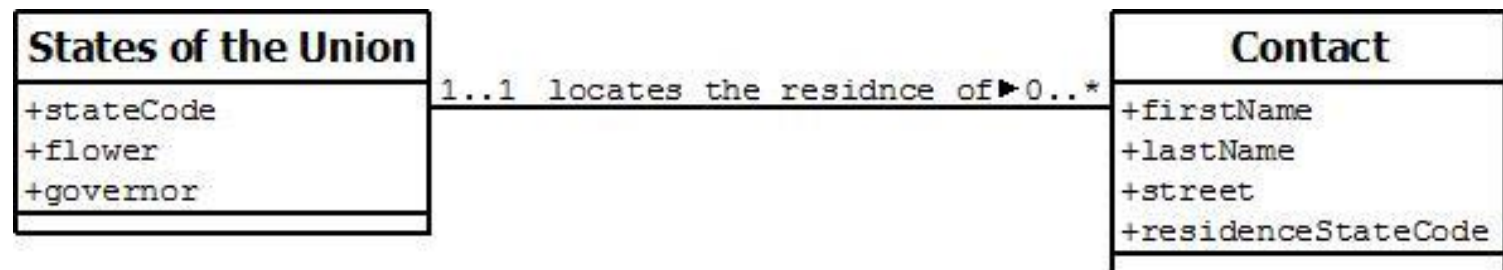 States of the Union
+stateCode
+flower
+governor
1..1 locates the residnce of►0..*
Contact
+firstName
+lastName
+street
+residenceStateCode